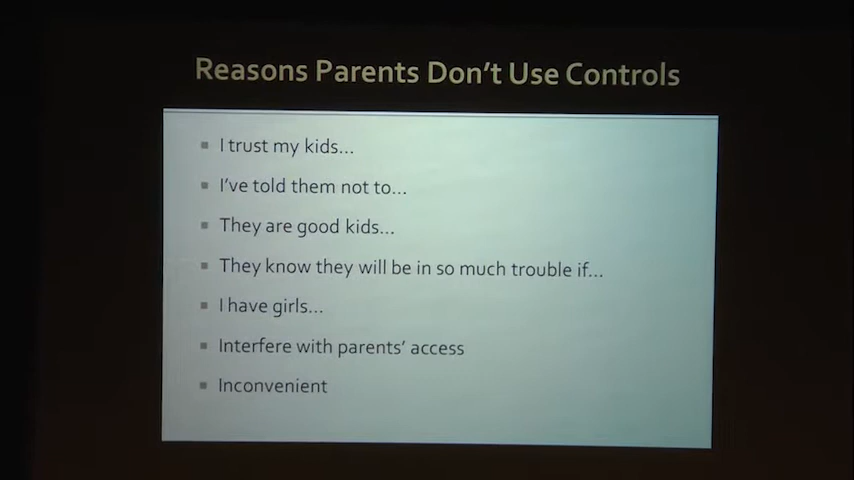 Reasons Parents Don't Use Controls
I trust my kids...
I've told them not to...
They are good kids...
They know they will be in so much trouble if...
I have girls...
Interfere with parents' access
Inconvenient